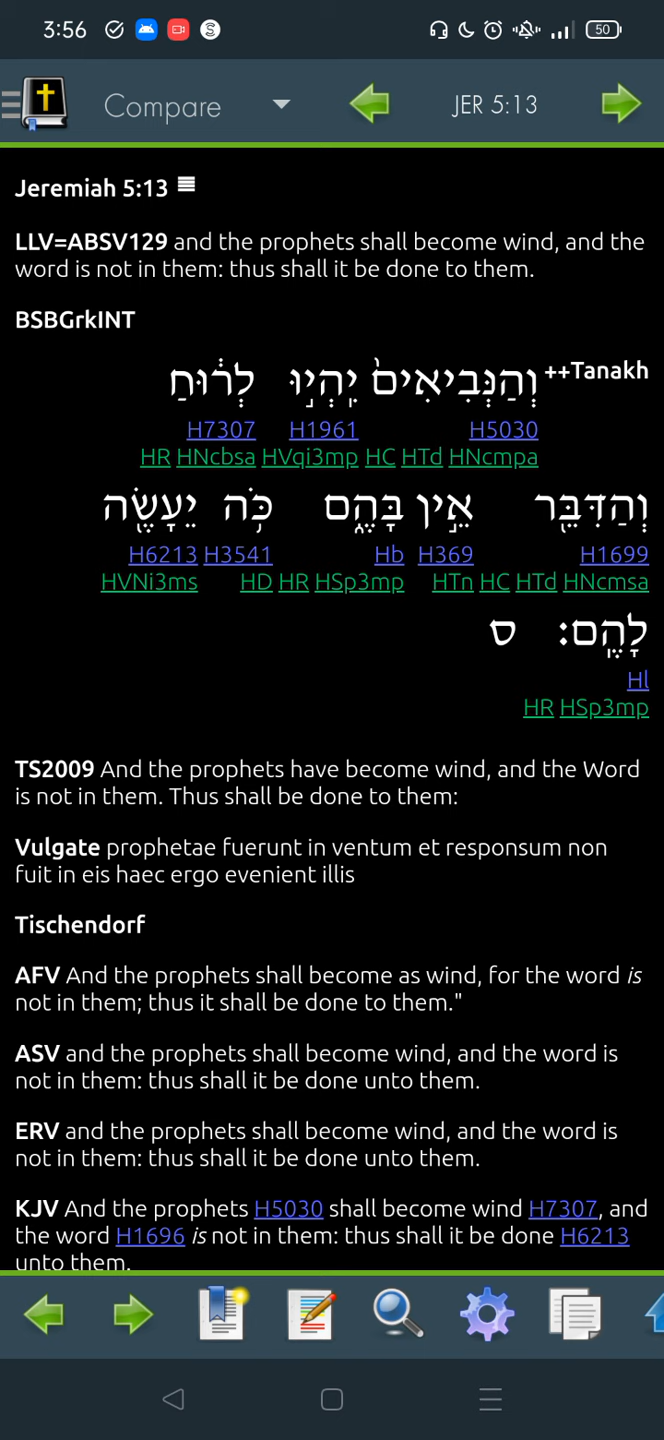 3:56
50
Compare
JER 5:13
Jeremiah 5:13
LLV=ABSV129 and the prophets shall become wind, and the
word is not in them: thus shall it be done to them.
BSBGrkINT
++Tanakh וְהַנְּבִיאִים֙ יִֽהְי֣וּ לְר֔וּחַ
H7307 H1961 H5030
HR HNcbsa HVqi3mp HC HTd HNcmpa
וְהַדִּבֵּ֖ר אֵ֣ין בָּהֶ֑ם כֹּ֥ה יֵעָשֶׂ֖ה
H6213 H3541 Hb H369 H1699
HVNi3ms HD HR HSp3mp HTn HC HTd HNcmsa
לָהֶֽם׃ ס
Hl
HR HSp3mp
TS2009 And the prophets have become wind, and the Word
is not in them. Thus shall be done to them:
Vulgate prophetae fuerunt in ventum et responsum non
fuit in eis haec ergo evenient illis
Tischendorf
AFV And the prophets shall become as wind, for the word is
not in them; thus it shall be done to them."
ASV and the prophets shall become wind, and the word is
not in them: thus shall it be done unto them.
ERV and the prophets shall become wind, and the word is
not in them: thus shall it be done unto them.
KJV And the prophets H5030 shall become wind H7307, and
the word H1696 is not in them: thus shall it be done H6213
unto them.